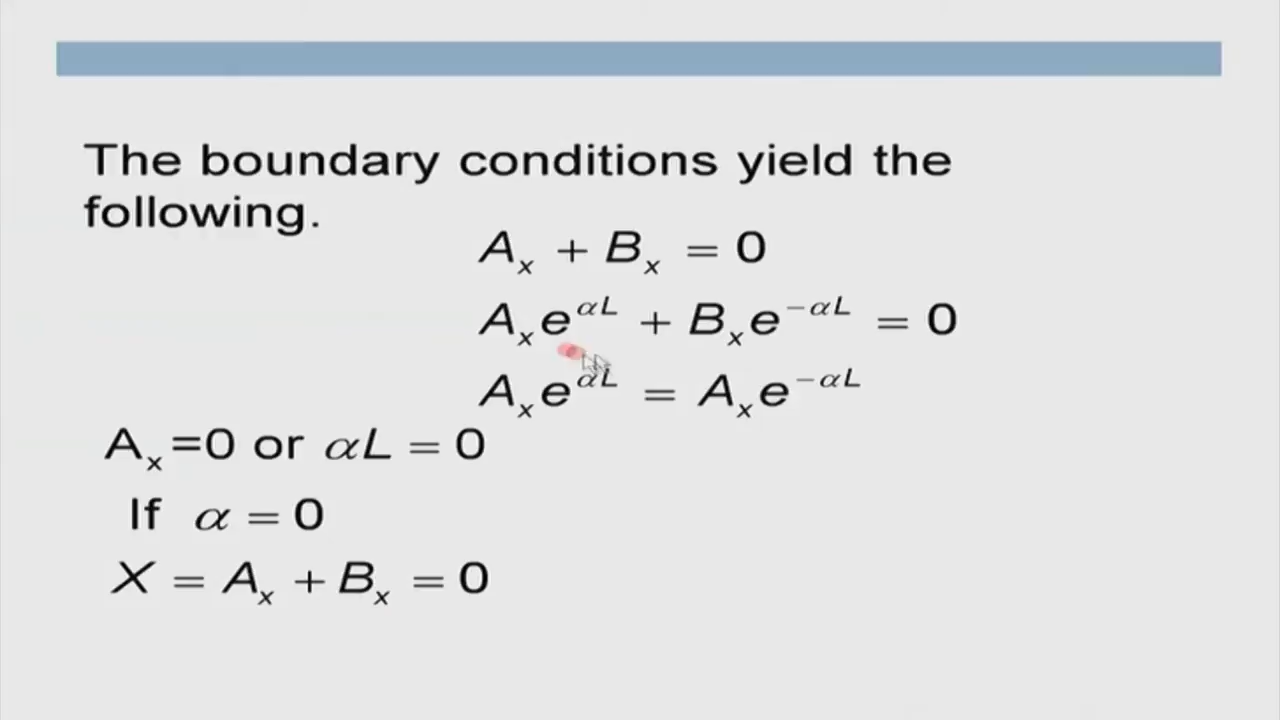 The boundary conditions yield the
following.
Aₓ + Bₓ = 0
Aₓe^{αL} + Bₓe^{−αL} = 0
Aₓe^{αL} = Aₓe^{−αL}
Aₓ=0 or αL = 0
If α = 0
X = Aₓ + Bₓ = 0